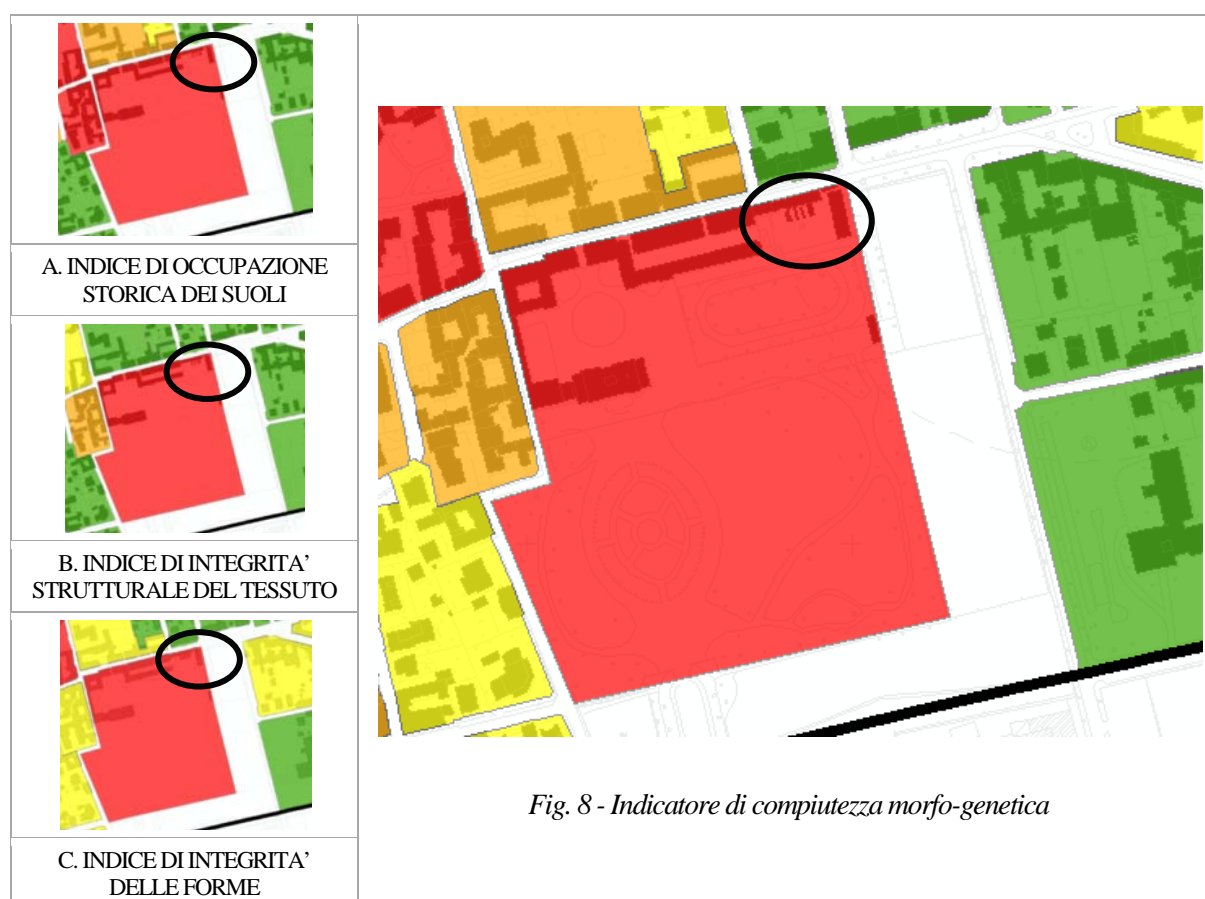 A. INDICE DI OCCUPAZIONE
STORICA DEI SUOLI
B. INDICE DI INTEGRITA’
STRUTTURALE DEL TESSUTO
C. INDICE DI INTEGRITA’
DELLE FORME
Fig. 8 - Indicatore di compiutezza morfo-genetica